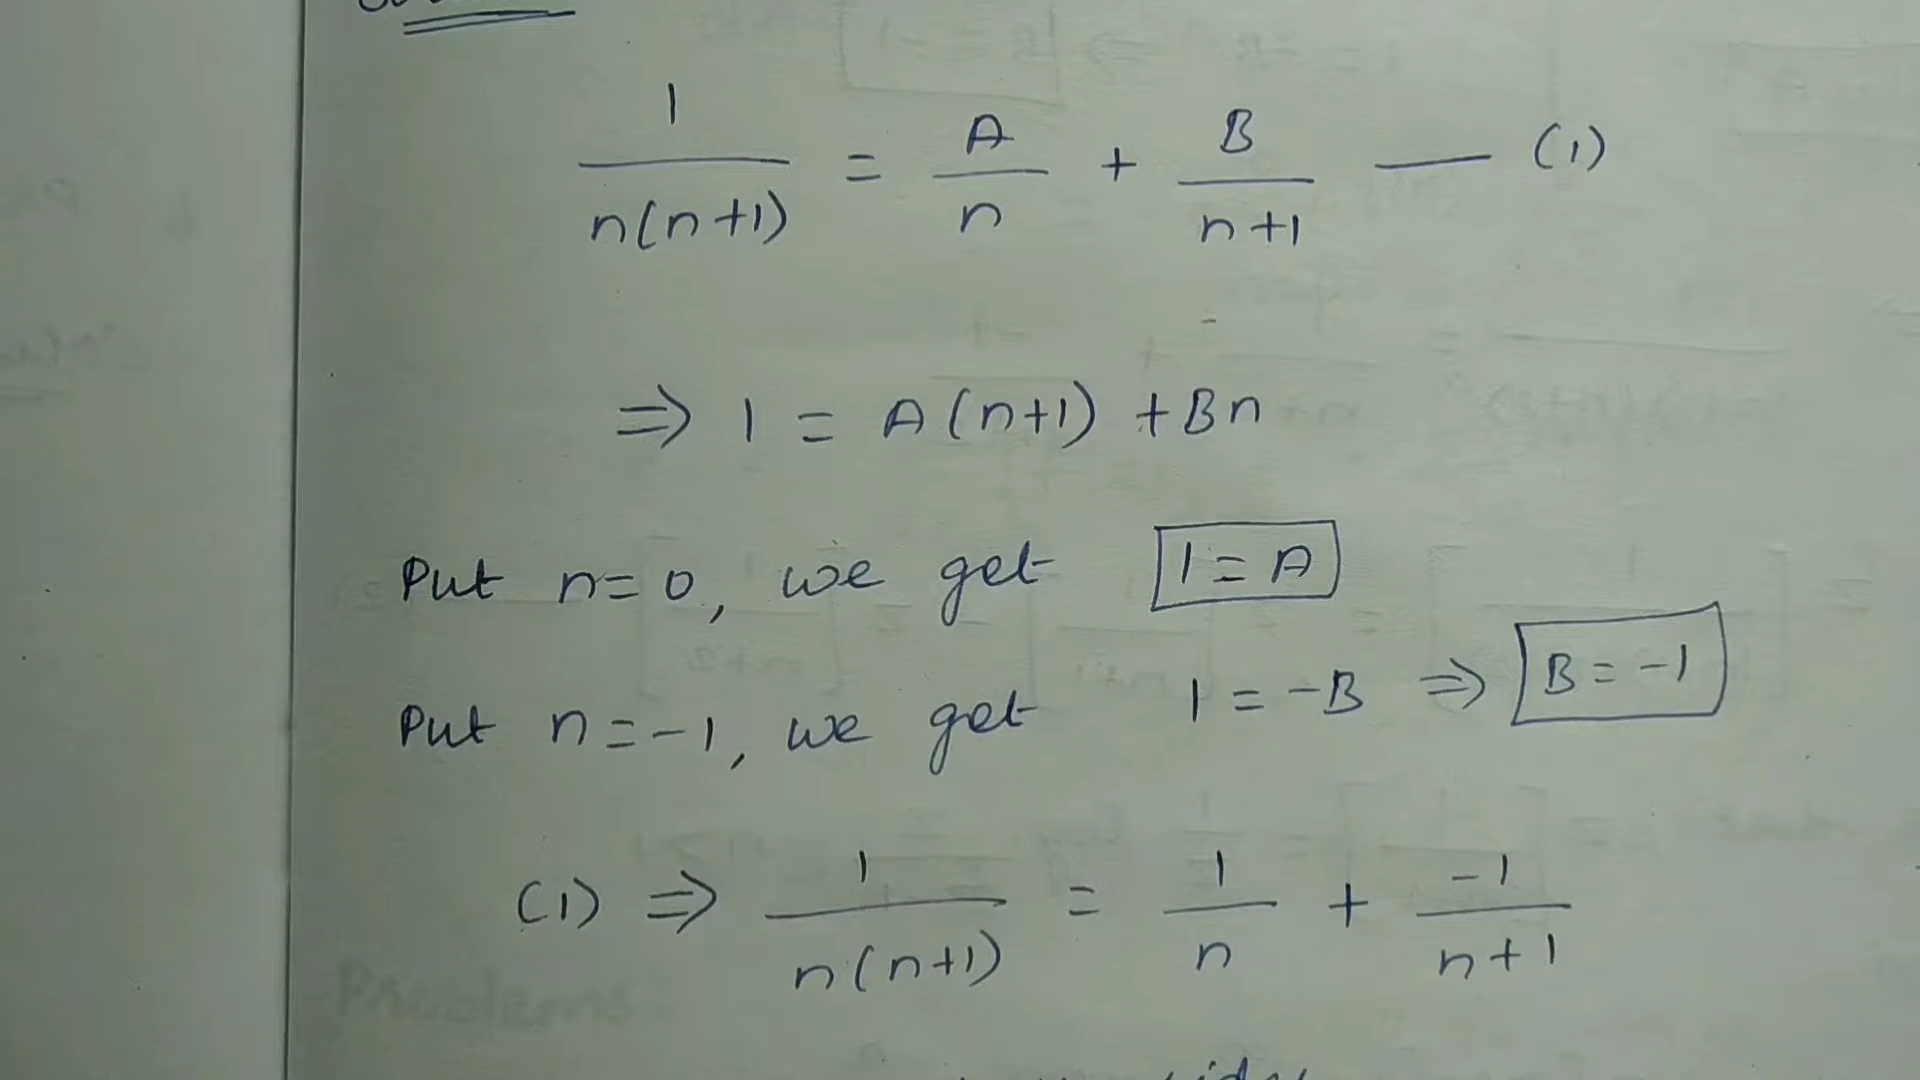 1/n(n+1) = A/n + B/n+1 — (1)
⇒ 1 = A(n+1) + Bn
Put n=0, we get 1 = A
Put n=-1, we get 1 = -B ⇒ B = -1
(1) ⇒ 1/n(n+1) = 1/n + -1/n+1
Problems: